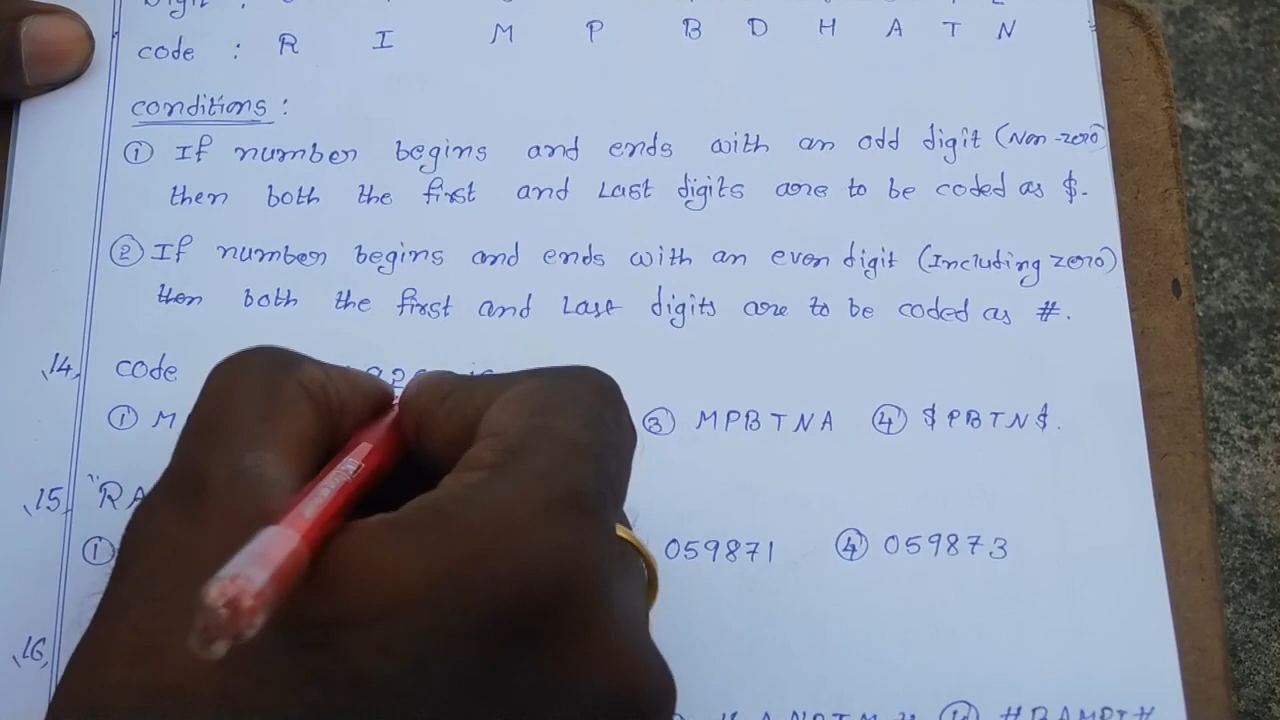 code : R I M P B D H A T N
conditions :
① If number begins and ends with an odd digit (Non-zero)
then both the first and Last digits are to be coded as $.
② If number begins and ends with an even digit (Including zero)
then both the first and Last digits are to be coded as #.
14, code
① M ③ MPBTNA ④ $PBTN$.
15, "RA
① 059871 ④ 059873
16,